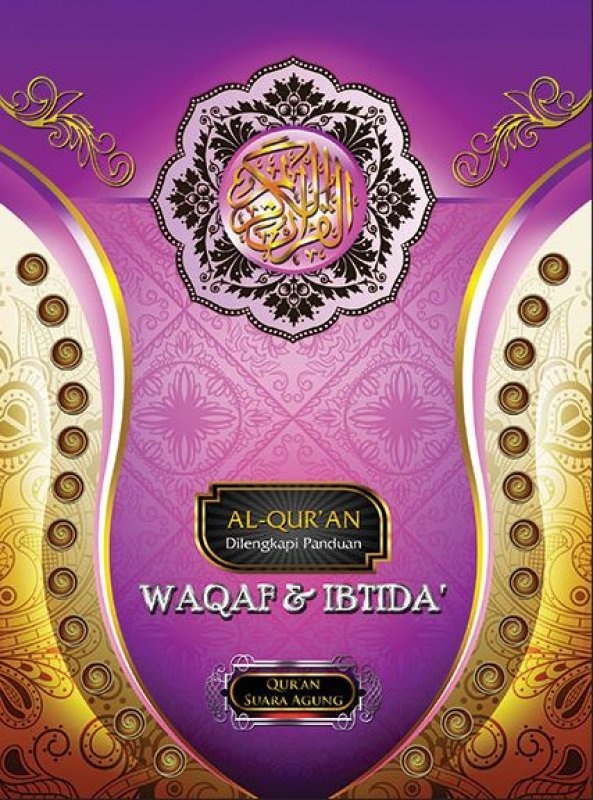 القرآن الكريم
AL-QUR'AN
Dilengkapi Panduan
WAQAF & IBTIDA'
QUR'AN
SUARA AGUNG